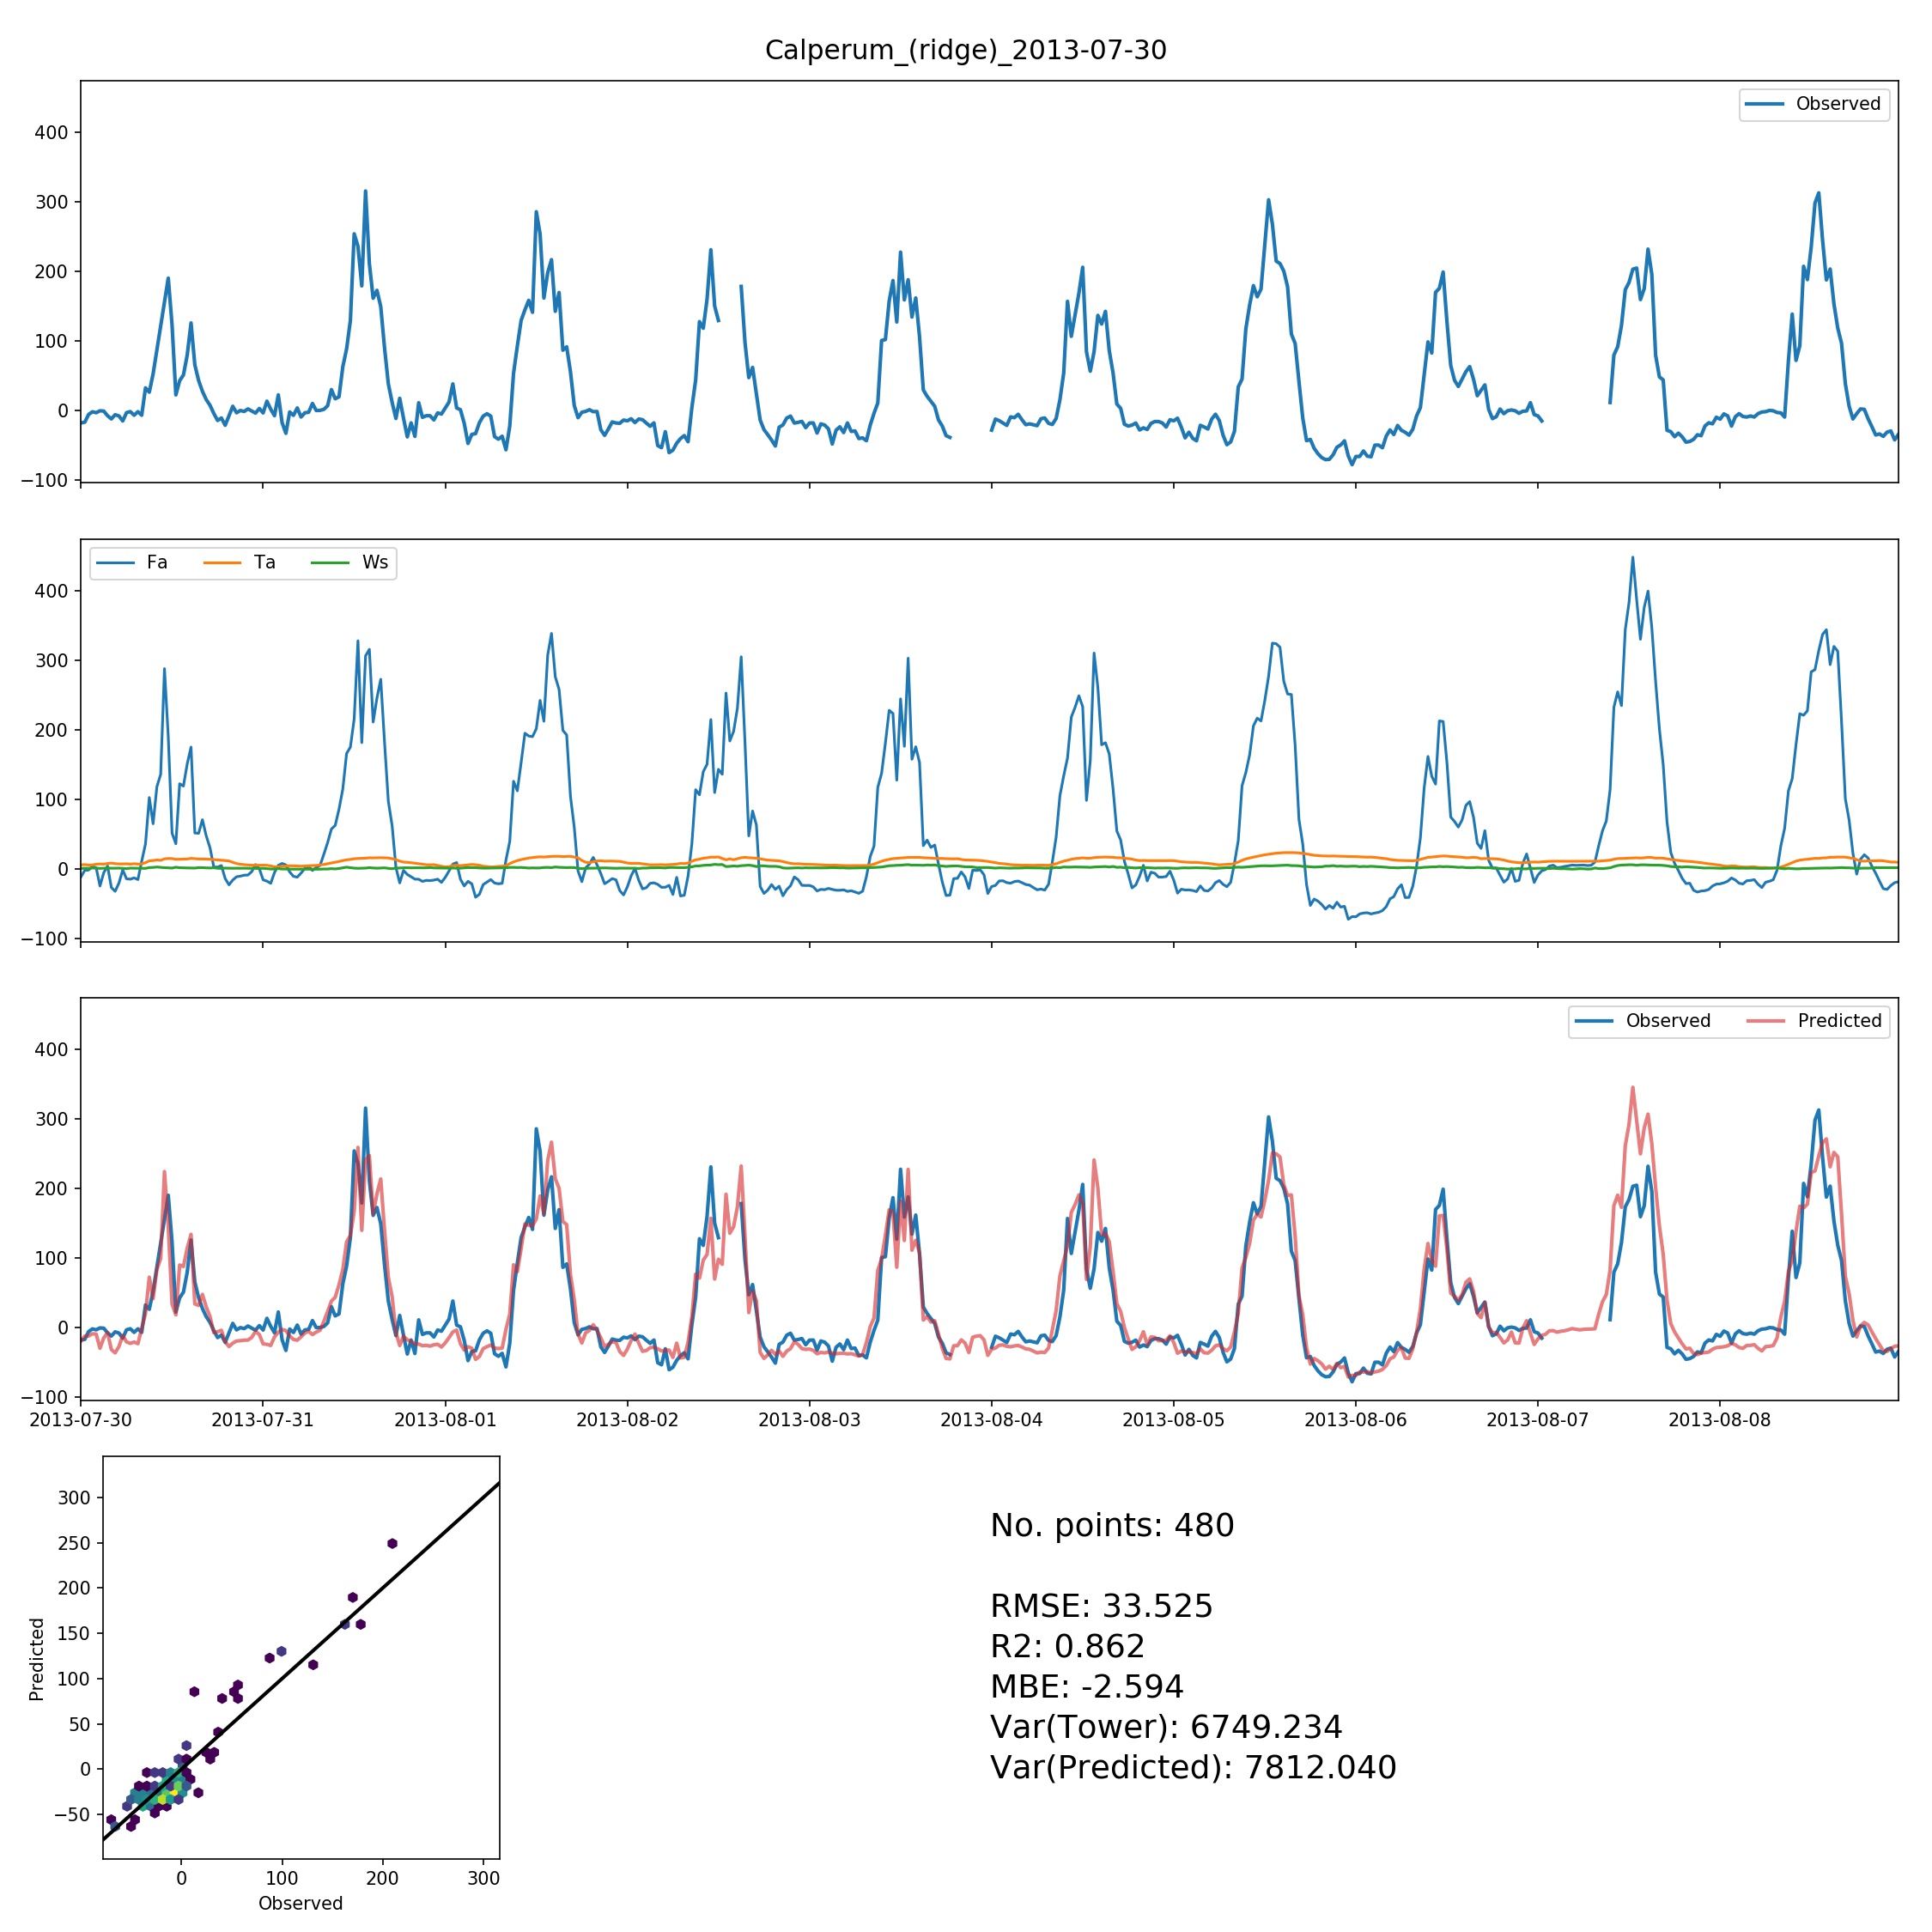 Calperum_(ridge)_2013-07-30
Observed
400
300
200
100
0
−100
Fa Ta Ws
400
300
200
100
0
−100
Observed Predicted
400
300
200
100
0
−100
2013-07-30 2013-07-31 2013-08-01 2013-08-02 2013-08-03 2013-08-04 2013-08-05 2013-08-06 2013-08-07 2013-08-08
300
250
200
150
100
50
0
−50
Predicted
0 100 200 300
Observed
No. points: 480
RMSE: 33.525
R2: 0.862
MBE: -2.594
Var(Tower): 6749.234
Var(Predicted): 7812.040